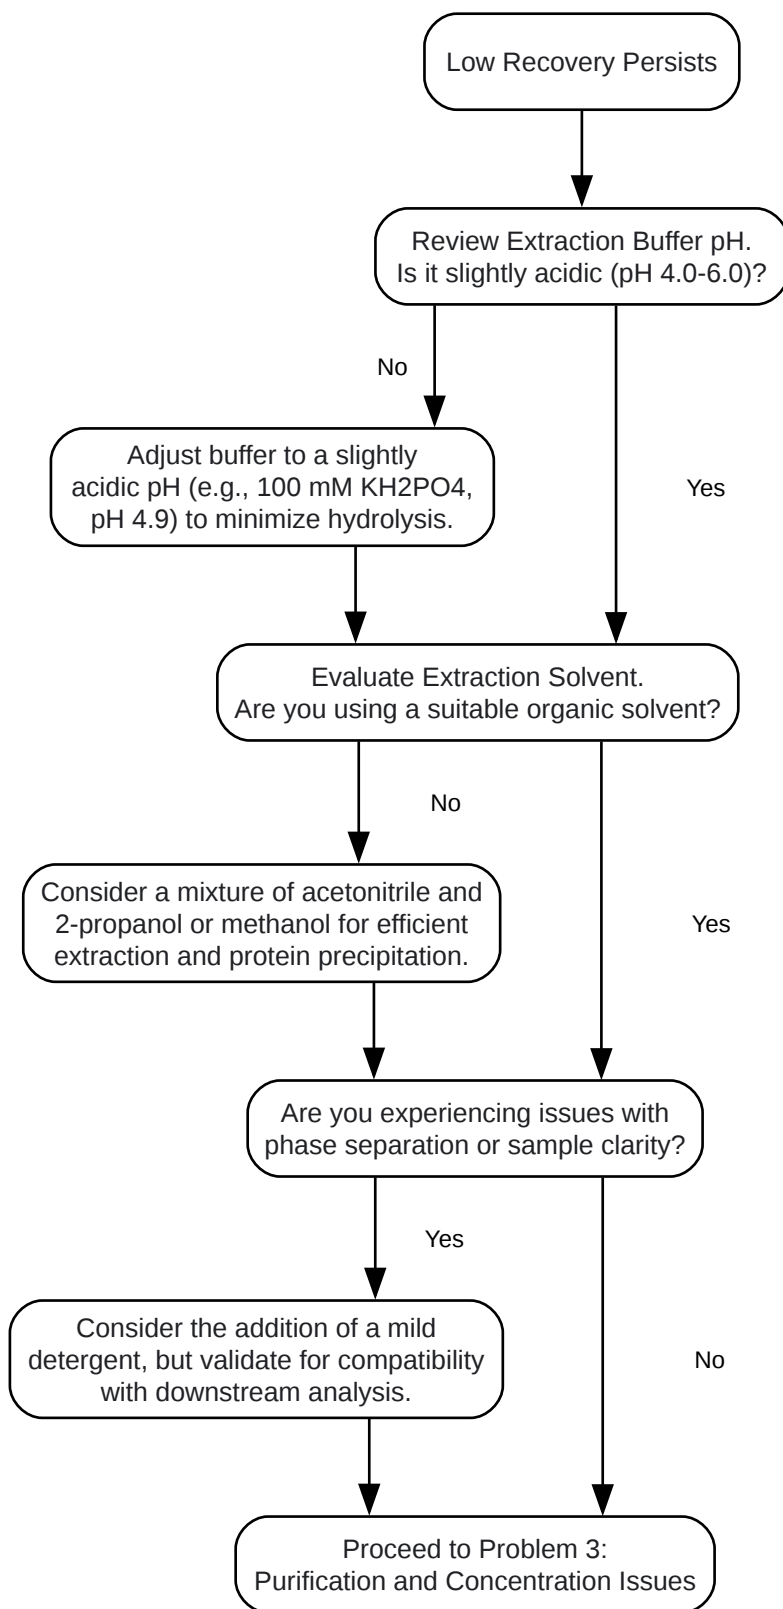 Low Recovery Persists
Review Extraction Buffer pH.
Is it slightly acidic (pH 4.0-6.0)?
No
Adjust buffer to a slightly
acidic pH (e.g., 100 mM KH2PO4,
pH 4.9) to minimize hydrolysis.
Yes
Evaluate Extraction Solvent.
Are you using a suitable organic solvent?
No
Consider a mixture of acetonitrile and
2-propanol or methanol for efficient
extraction and protein precipitation.
Yes
Are you experiencing issues with
phase separation or sample clarity?
Yes
Consider the addition of a mild
detergent, but validate for compatibility
with downstream analysis.
No
Proceed to Problem 3:
Purification and Concentration Issues